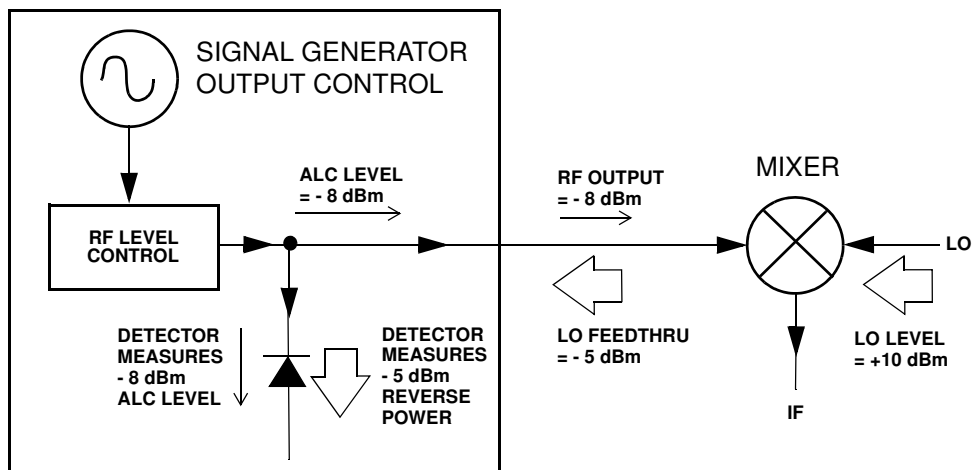 SIGNAL GENERATOR
OUTPUT CONTROL
ALC LEVEL
= - 8 dBm
RF OUTPUT
= - 8 dBm
MIXER
RF LEVEL
CONTROL
LO
DETECTOR
MEASURES
- 8 dBm
ALC LEVEL
DETECTOR
MEASURES
- 5 dBm
REVERSE
POWER
LO FEEDTHRU
= - 5 dBm
LO LEVEL
= +10 dBm
IF